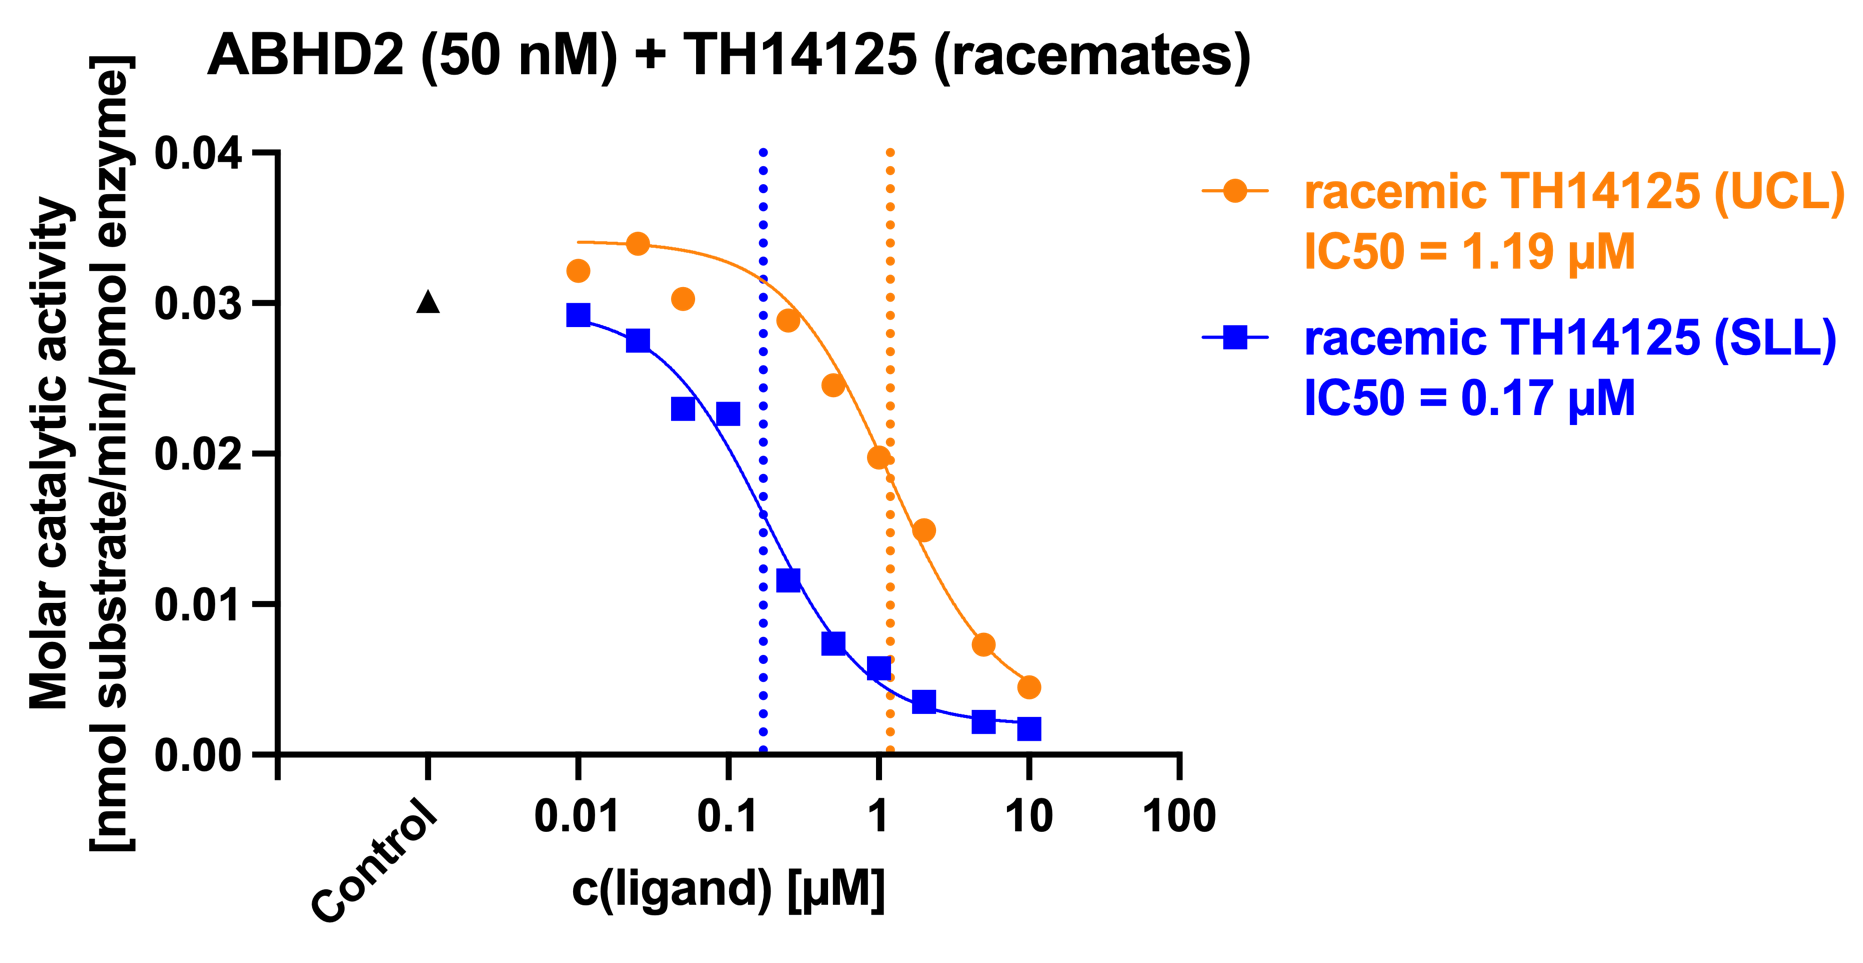 ABHD2 (50 nM) + TH14125 (racemates)
Molar catalytic activity
[nmol substrate/min/pmol enzyme]
0.04
0.03
0.02
0.01
0.00
Control
0.01
0.1
1
10
100
c(ligand) [µM]
racemic TH14125 (UCL)
IC50 = 1.19 µM
racemic TH14125 (SLL)
IC50 = 0.17 µM